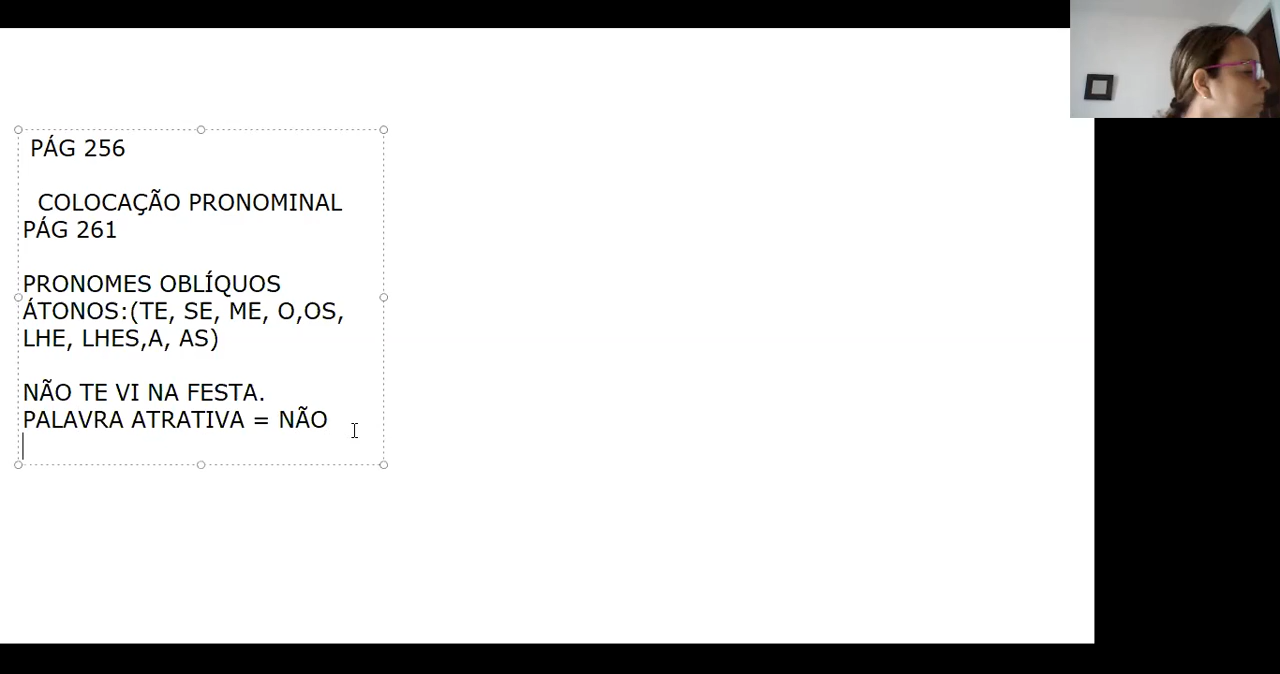 PÁG 256
COLOCAÇÃO PRONOMINAL
PÁG 261
PRONOMES OBLÍQUOS
ÁTONOS:(TE, SE, ME, O,OS,
LHE, LHES,A, AS)
NÃO TE VI NA FESTA.
PALAVRA ATRATIVA = NÃO